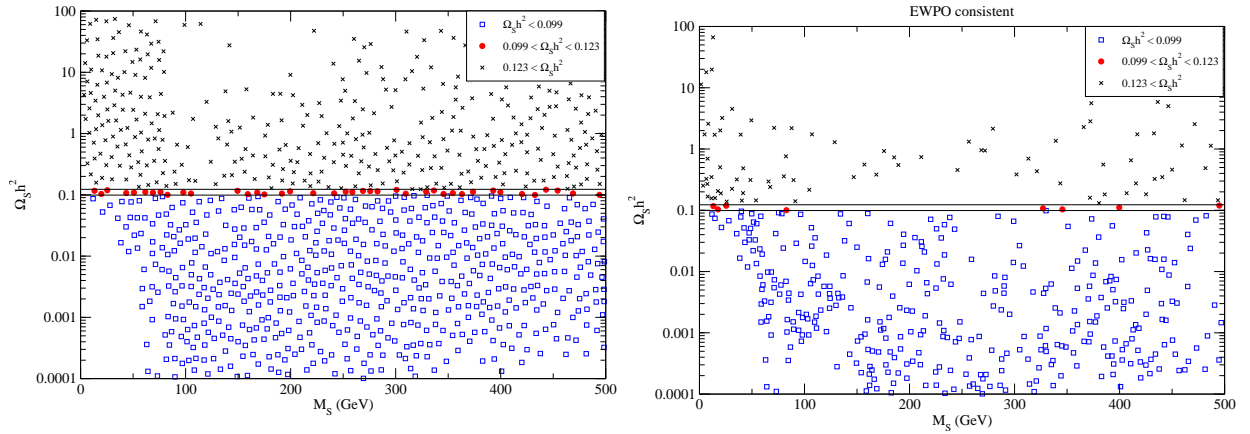 100
10
1
0.1
0.01
0.001
0.0001
Ω_S h²
0
100
200
300
400
500
M_S (GeV)
Ω_S h² < 0.099
0.099 < Ω_S h² < 0.123
0.123 < Ω_S h²
EWPO consistent
100
10
1
0.1
0.01
0.001
0.0001
Ω_S h²
0
100
200
300
400
500
M_S (GeV)
Ω_S h² < 0.099
0.099 < Ω_S h² < 0.123
0.123 < Ω_S h²